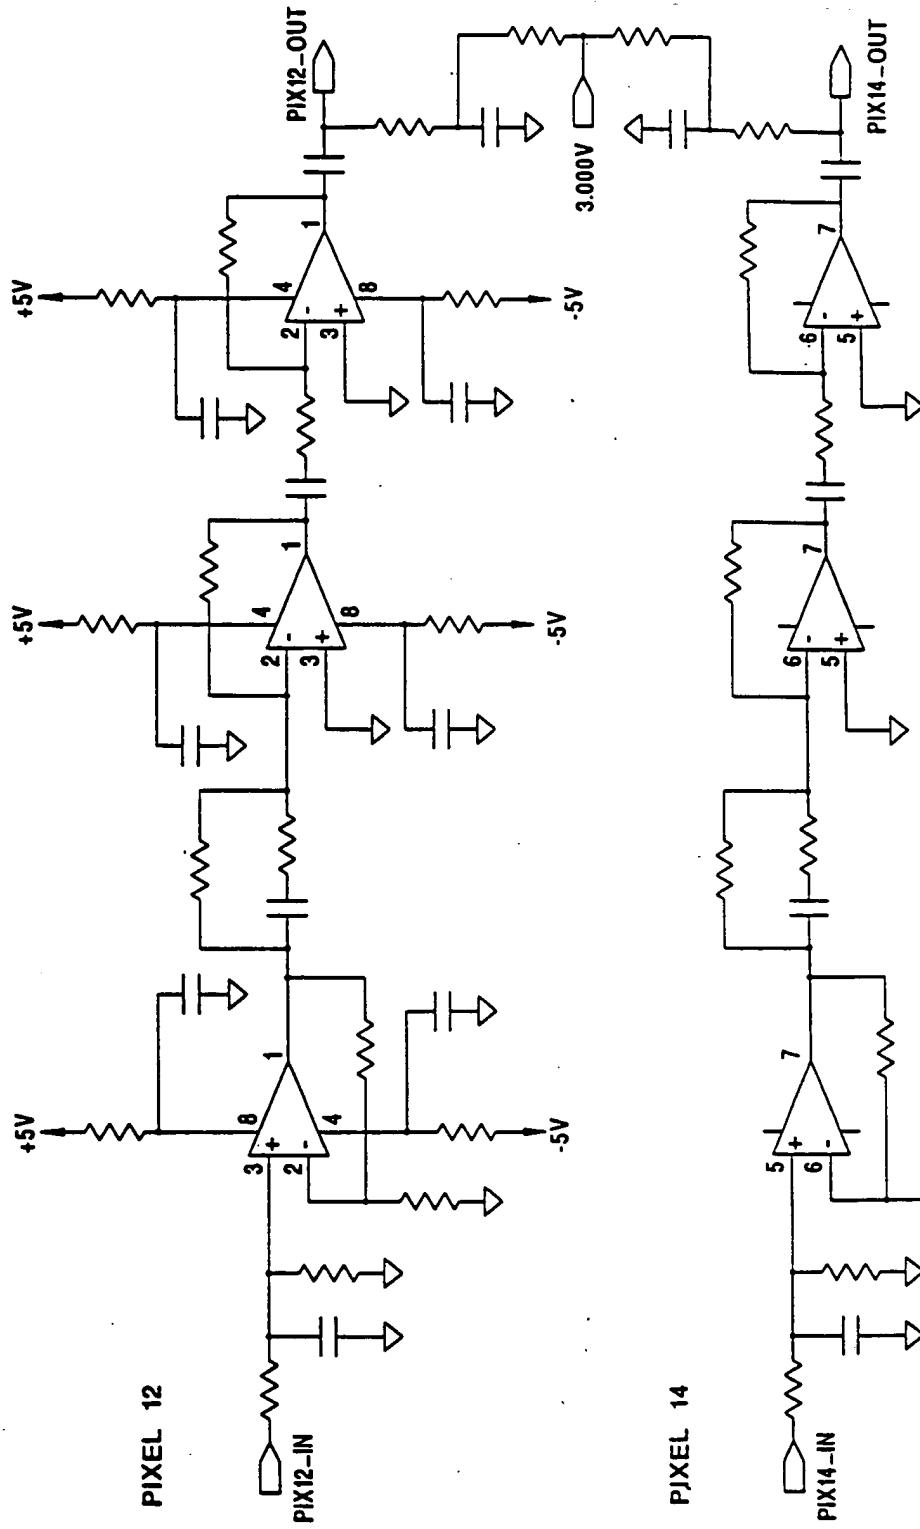 PIXEL 12
+5V
+5V
+5V
PIX12-IN
3
+
8
1
2
-
4
-5V
2
-
4
1
3
+
8
-5V
2
-
4
1
3
+
8
-5V
PIX12-OUT
3.000V
PJXEL 14
PIX14-IN
5
+
7
6
-
6
-
7
5
+
6
-
7
5
+
PIX14-OUT